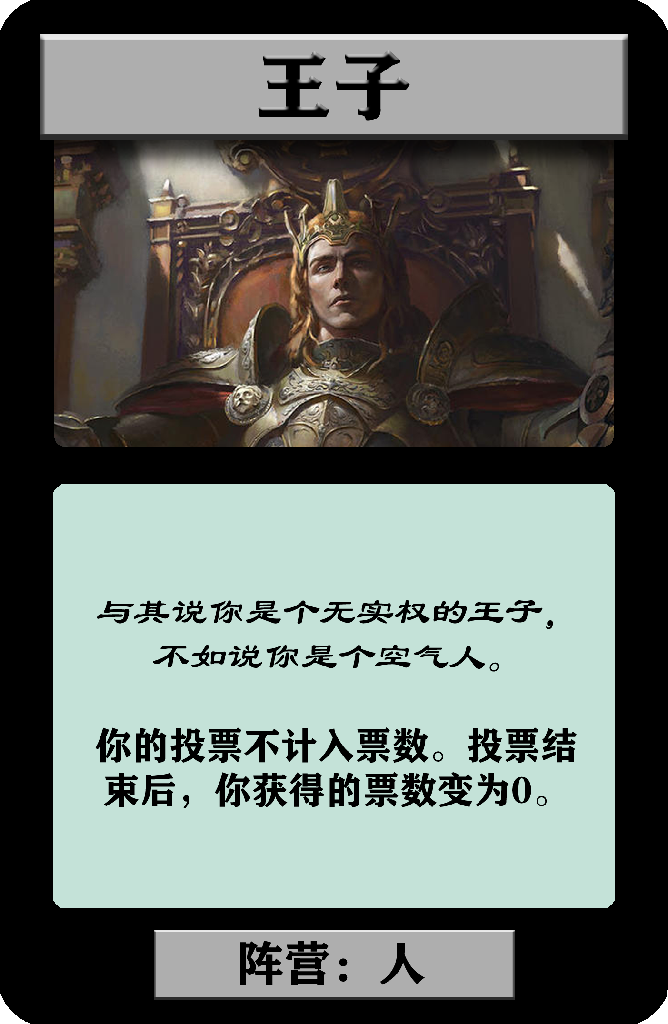 王子
与其说你是个无实权的王子，
不如说你是个空气人。
你的投票不计入票数。投票结
束后，你获得的票数变为0。
阵营：人